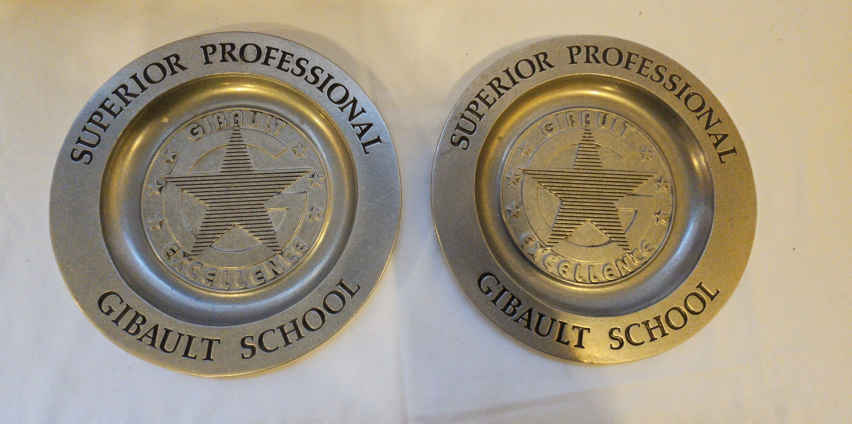 SUPERIOR PROFESSIONAL
GIBAULT
EXCELLENCE
GIBAULT SCHOOL
SUPERIOR PROFESSIONAL
GIBAULT
EXCELLENCE
GIBAULT SCHOOL